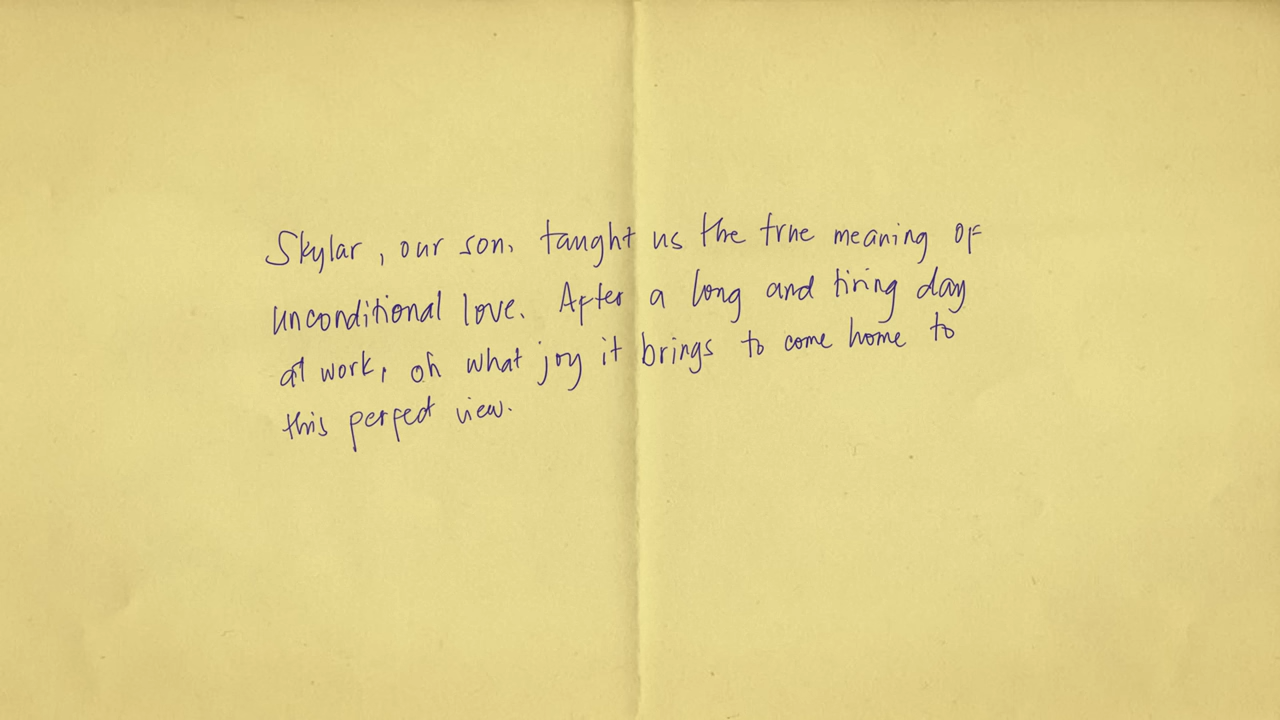 Skylar, our son, taught us the true meaning of
unconditional love. After a long and tiring day
at work, oh what joy it brings to come home to
this perfect view.